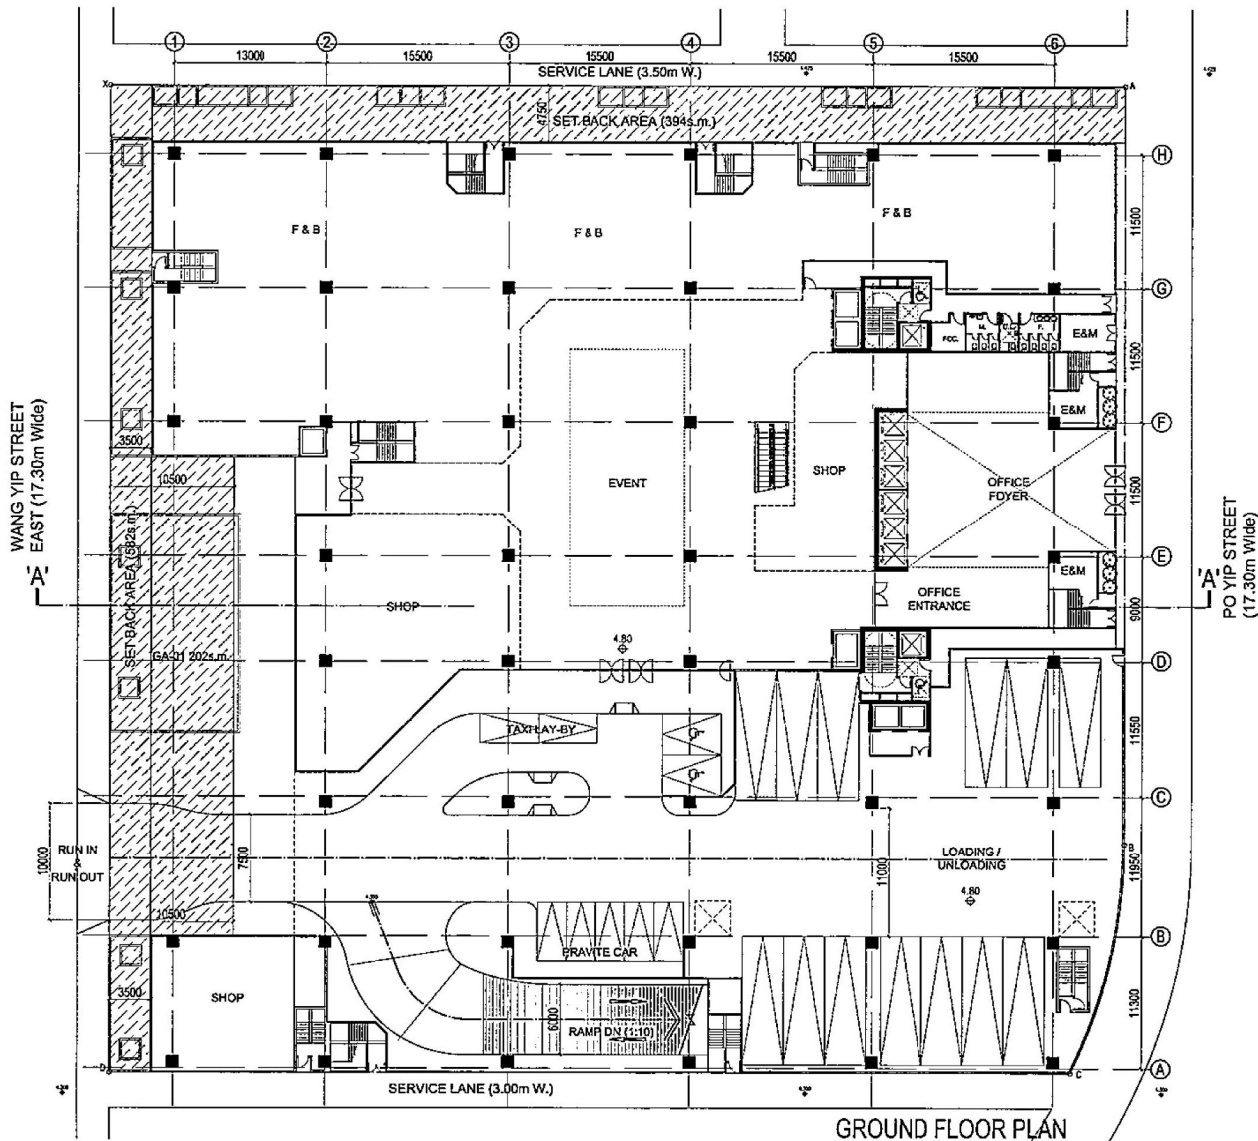 1
2
3
4
5
6
13000
15500
15500
15500
15500
SERVICE LANE (3.50m W.)
X
A
4750
SET BACK AREA (394s.m.)
H
F & B
F & B
F & B
11500
G
M.
F.
FCC.
E&M
11500
WANG YIP STREET
EAST (17.30m Wide)
3500
E&M
F
10500
EVENT
SHOP
OFFICE
FOYER
11500
PO YIP STREET
(17.30m Wide)
SET BACK AREA (582s.m.)
E
'A'
E&M
'A'
SHOP
OFFICE
ENTRANCE
9000
4.80
GA-01 202s.m.
D
TAXI LAY-BY
11550
C
10000
RUN IN
&
RUN OUT
7500
11000
LOADING /
UNLOADING
B
11950
4.80
10500
B
PRAVITE CAR
3500
SHOP
6000
RAMP DN (1:10)
11300
A
D
C
SERVICE LANE (3.00m W.)
GROUND FLOOR PLAN